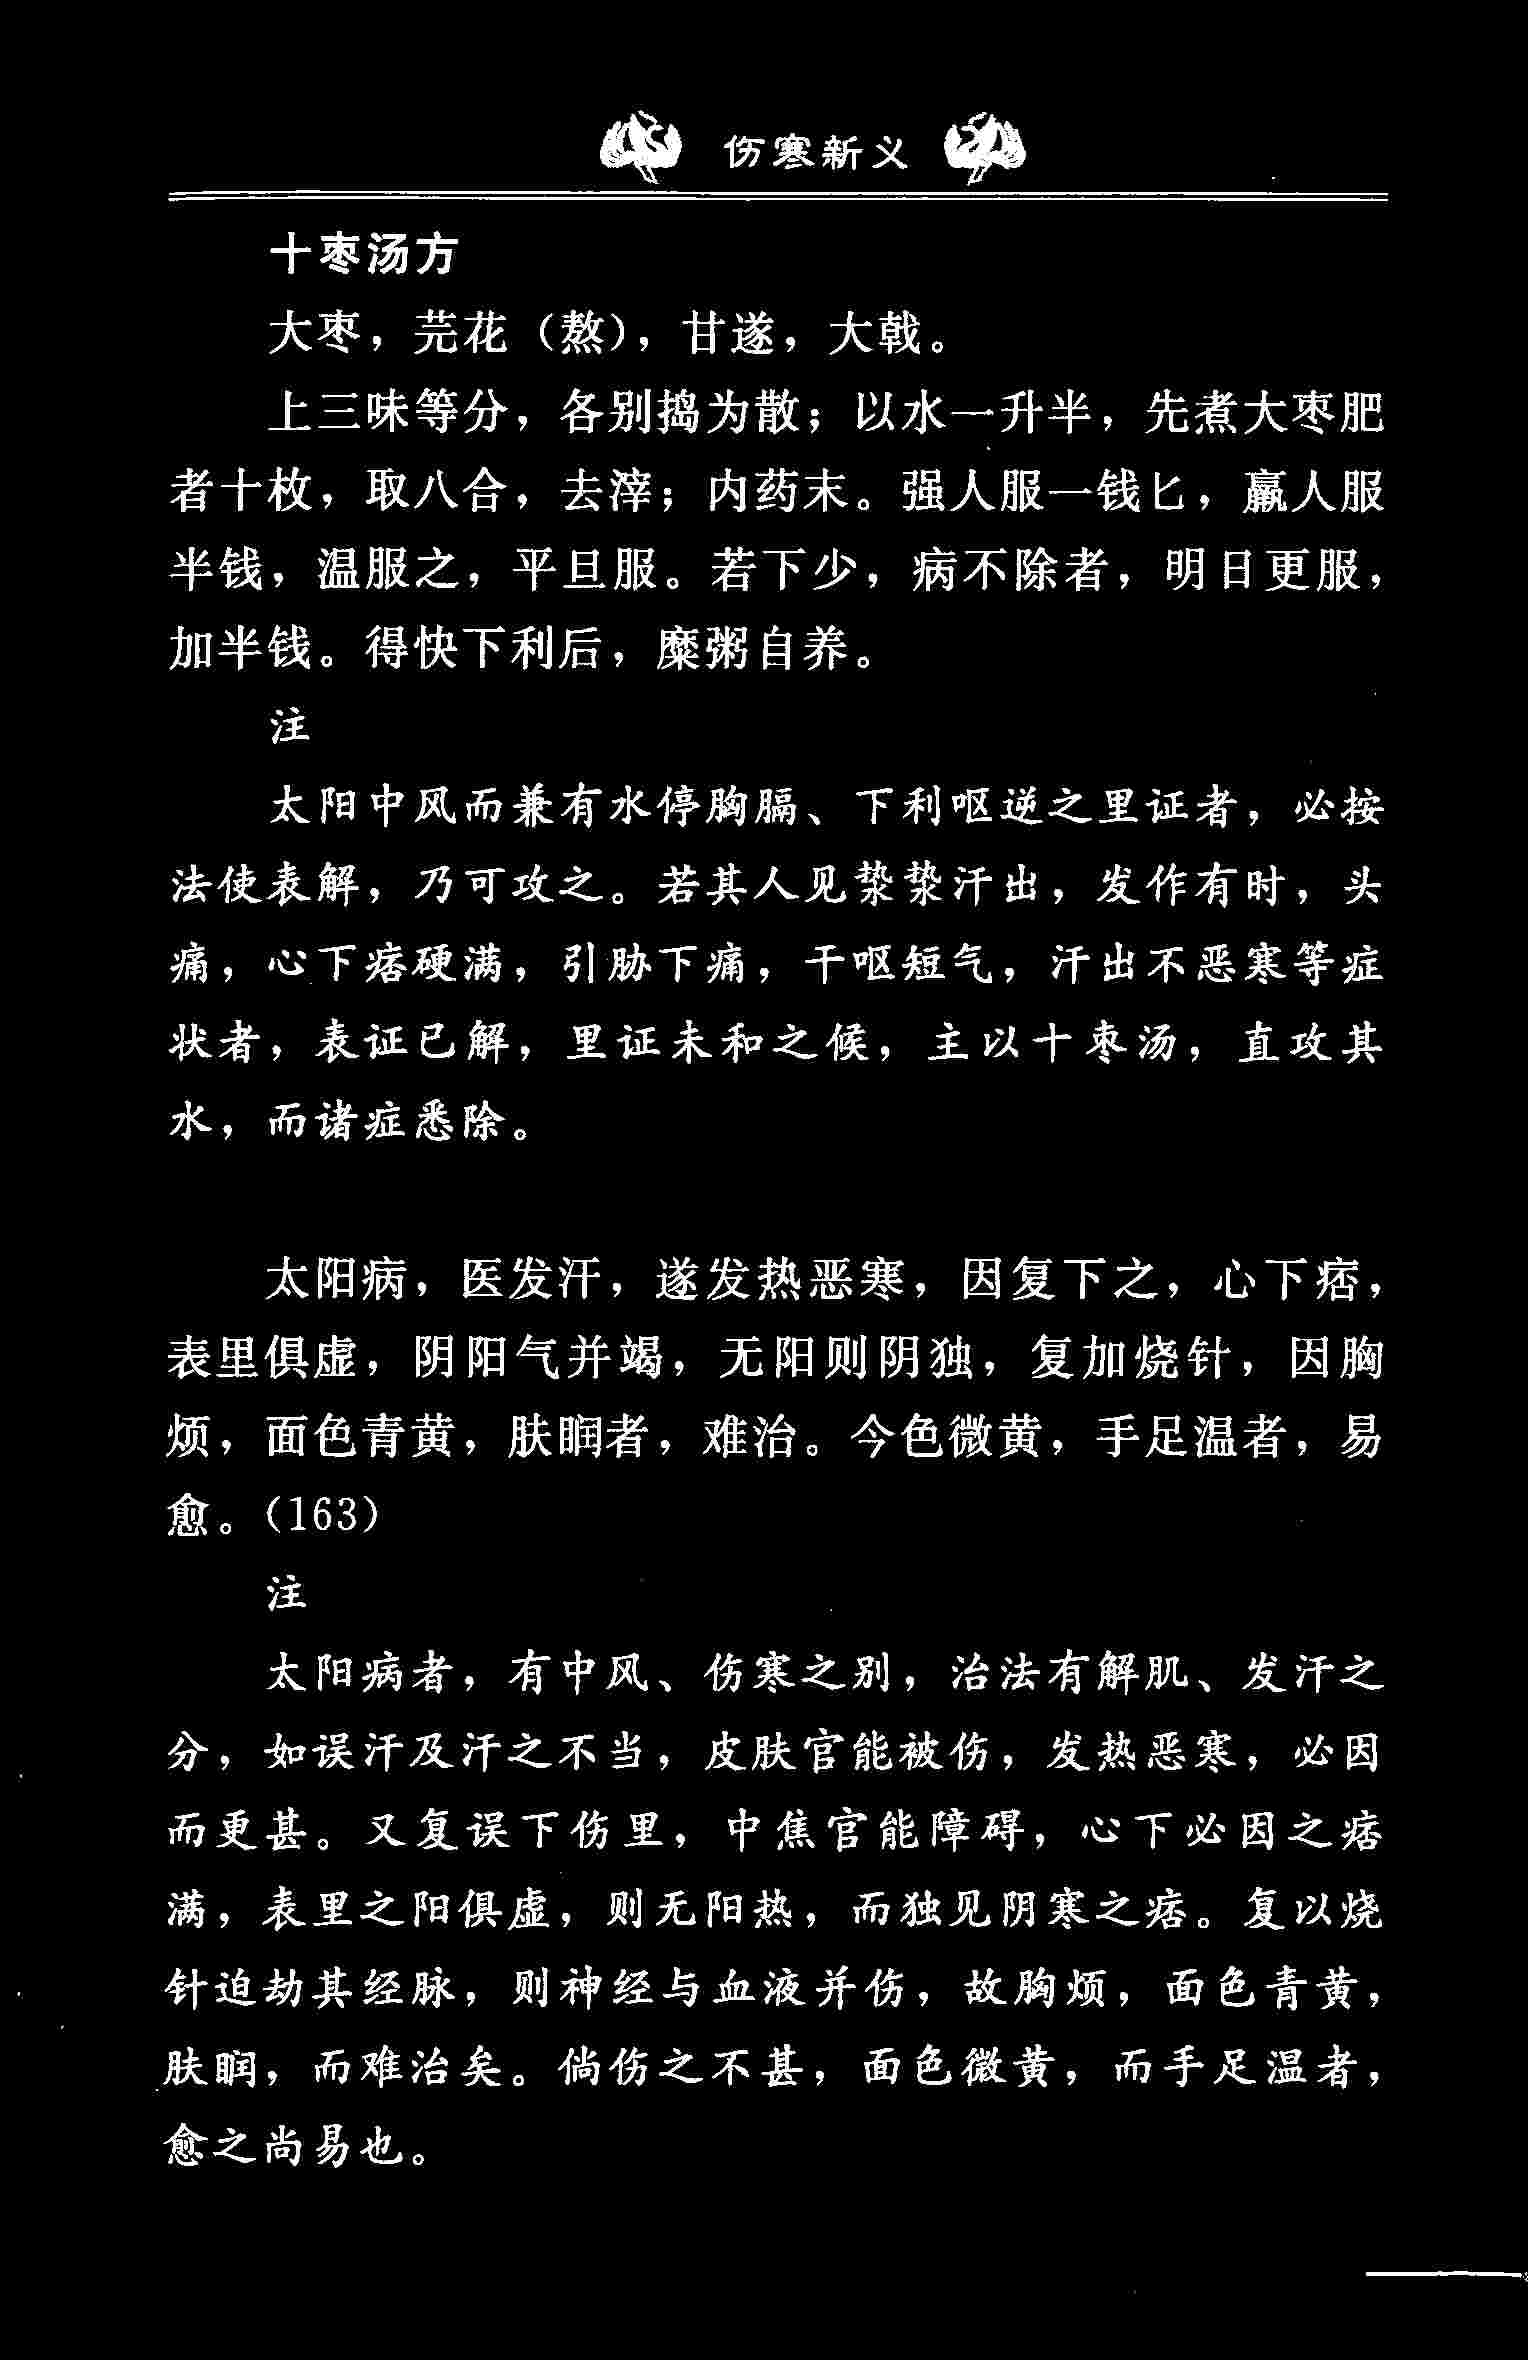 伤寒新义
十枣汤方
大枣，芫花（熬），甘遂，大戟。
上三味等分，各别捣为散；以水一升半，先煮大枣肥
者十枚，取八合，去滓；内药末。强人服一钱匕，羸人服
半钱，温服之，平旦服。若下少，病不除者，明日更服，
加半钱。得快下利后，糜粥自养。
注
太阳中风而兼有水停胸膈、下利呕逆之里证者，必按
法使表解，乃可攻之。若其人见漐漐汗出，发作有时，头
痛，心下痞硬满，引胁下痛，干呕短气，汗出不恶寒等症
状者，表证已解，里证未和之候，主以十枣汤，直攻其
水，而诸症悉除。
太阳病，医发汗，遂发热恶寒，因复下之，心下痞，
表里俱虚，阴阳气并竭，无阳则阴独，复加烧针，因胸
烦，面色青黄，肤瞤者，难治。今色微黄，手足温者，易
愈。（163）
注
太阳病者，有中风、伤寒之别，治法有解肌、发汗之
分，如误汗及汗之不当，皮肤官能被伤，发热恶寒，必因
而更甚。又复误下伤里，中焦官能障碍，心下必因之痞
满，表里之阳俱虚，则无阳热，而独见阴寒之痞。复以烧
针迫劫其经脉，则神经与血液并伤，故胸烦，面色青黄，
肤瞤，而难治矣。倘伤之不甚，面色微黄，而手足温者，
愈之尚易也。